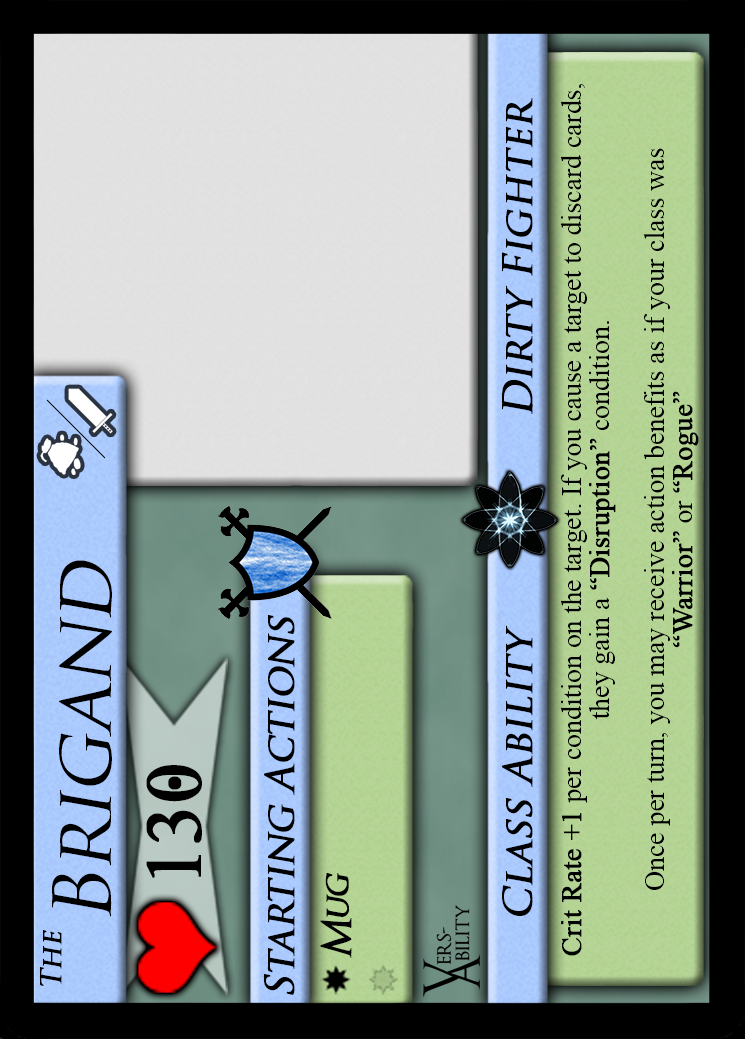 THE
BRIGAND
130
STARTING ACTIONS
MUG
VERS-
ABILITY
CLASS ABILITY DIRTY FIGHTER
Crit Rate +1 per condition on the target. If you cause a target to discard cards,
they gain a “Disruption” condition.
Once per turn, you may receive action benefits as if your class was
“Warrior” or “Rogue”